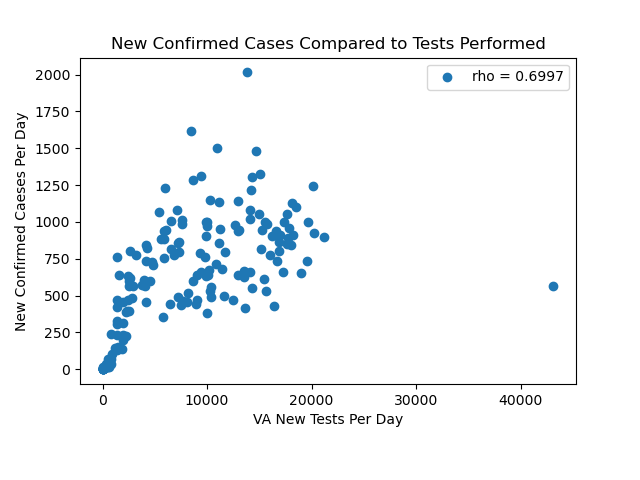 New Confirmed Cases Compared to Tests Performed
rho = 0.6997
New Confirmed Caeses Per Day
2000
1750
1500
1250
1000
750
500
250
0
0 10000 20000 30000 40000
VA New Tests Per Day